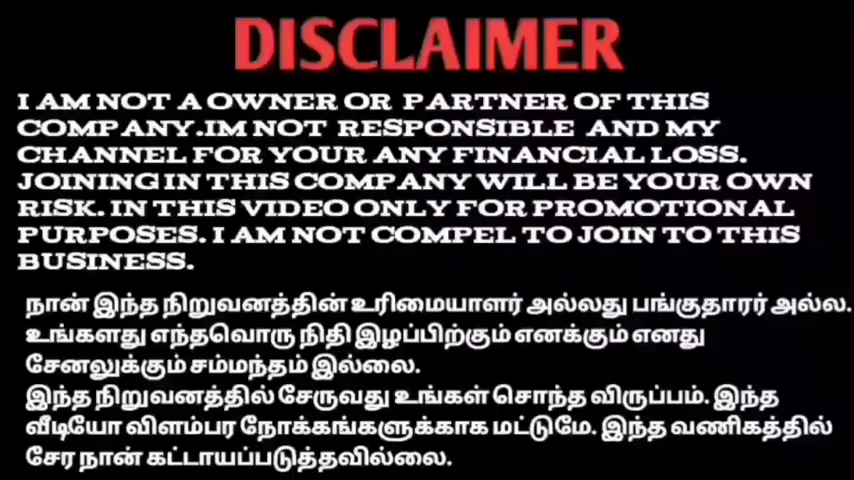 DISCLAIMER
I AM NOT A OWNER OR PARTNER OF THIS
COMPANY.IM NOT RESPONSIBLE AND MY
CHANNEL FOR YOUR ANY FINANCIAL LOSS.
JOINING IN THIS COMPANY WILL BE YOUR OWN
RISK. IN THIS VIDEO ONLY FOR PROMOTIONAL
PURPOSES. I AM NOT COMPEL TO JOIN TO THIS
BUSINESS.
நான் இந்த நிறுவனத்தின் உரிமையாளர் அல்லது பங்குதாரர் அல்ல.
உங்களது எந்தவொரு நிதி இழப்பிற்கும் எனக்கும் எனது
சேனலுக்கும் சம்மந்தம் இல்லை.
இந்த நிறுவனத்தில் சேருவது உங்கள் சொந்த விருப்பம். இந்த
வீடியோ விளம்பர நோக்கங்களுக்காக மட்டுமே. இந்த வணிகத்தில்
சேர நான் கட்டாயப்படுத்தவில்லை.